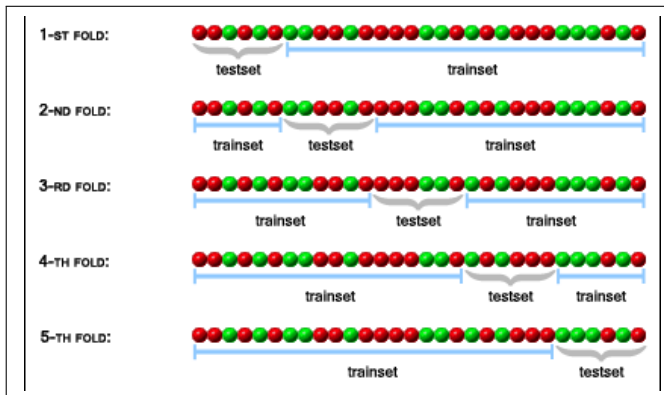 1-ST FOLD:
testset trainset
2-ND FOLD:
trainset testset trainset
3-RD FOLD:
trainset testset trainset
4-TH FOLD:
trainset testset trainset
5-TH FOLD:
trainset testset